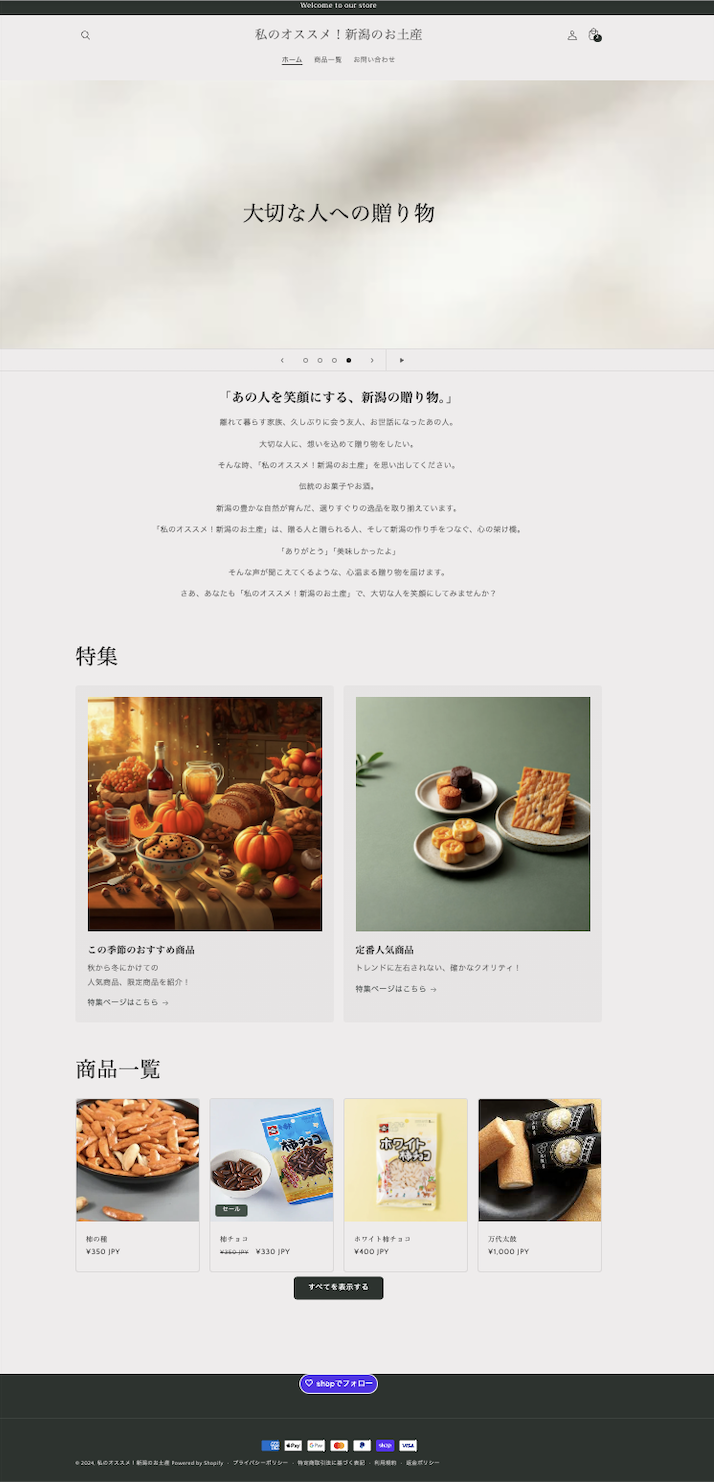 Welcome to our store
私のオススメ！新潟のお土産
ホーム 商品一覧 お問い合わせ
大切な人への贈り物
「あの人を笑顔にする、新潟の贈り物。」
離れて暮らす家族、久しぶりに会う友人、お世話になったあの人。
大切な人に、想いを込めて贈り物をしたい。
そんな時、「私のオススメ！新潟のお土産」を思い出してください。
伝統のお菓子やお酒。
新潟の豊かな自然が育んだ、選りすぐりの逸品を取り揃えています。
「私のオススメ！新潟のお土産」は、贈る人と贈られる人、そして新潟の作り手をつなぐ、心の架け橋。
「ありがとう」「美味しかったよ」
そんな声が聞こえてくるような、心温まる贈り物を届けます。
さあ、あなたも「私のオススメ！新潟のお土産」で、大切な人を笑顔にしてみませんか？
特集
この季節のおすすめ商品
秋から冬にかけての
人気商品、限定商品を紹介！
特集ページはこちら →
定番人気商品
トレンドに左右されない、確かなクオリティ！
特集ページはこちら →
商品一覧
柿チョコ
ホワイト柿チョコ
セール
柿の種
¥350 JPY
柿チョコ
¥350 JPY ¥330 JPY
ホワイト柿チョコ
¥400 JPY
万代太鼓
¥1,000 JPY
すべてを表示する
shopでフォロー
Pay G Pay shop VISA
© 2024, 私のオススメ！新潟のお土産 Powered by Shopify · プライバシーポリシー · 特定商取引法に基づく表記 · 利用規約 · 返金ポリシー